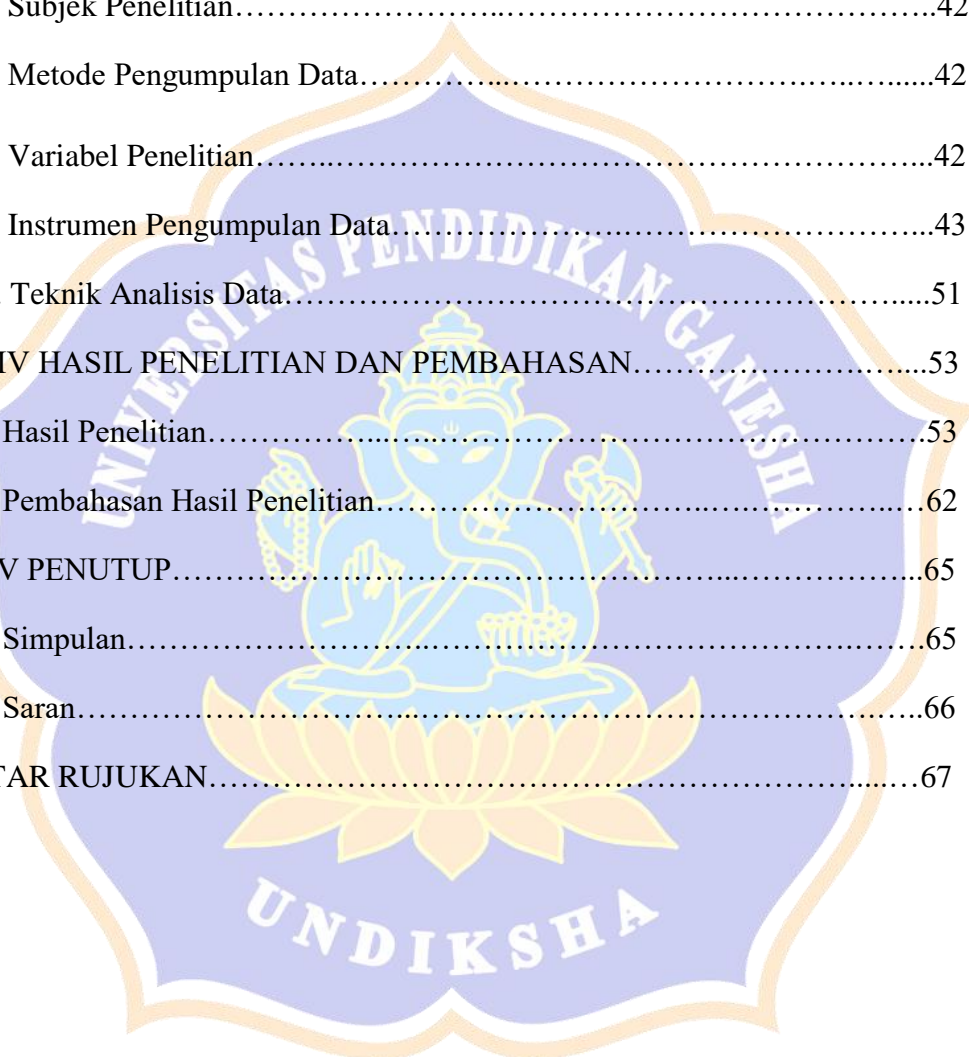 Subjek Penelitian…………………………..…………………………………………..42
Metode Pengumpulan Data…………...……………………………….…..…......42
Variabel Penelitian……...…………………………………………………………...42
Instrumen Pengumpulan Data……………………….…………………………...43
. Teknik Analisis Data…………………………………………………………….....51
IV HASIL PENELITIAN DAN PEMBAHASAN…………………….…....53
Hasil Penelitian……………...…..……………………………………………….53
Pembahasan Hasil Penelitian…………………………..…..……………..…62
V PENUTUP…………………………………………………...……………...65
Simpulan……………………………..………………………………………….…….65
Saran………………………………...……………………………………………….…..66
TAR RUJUKAN……………………………………………………………....…67
UNIVERSITAS PENDIDIKAN GANESHA
UNDIKSHA